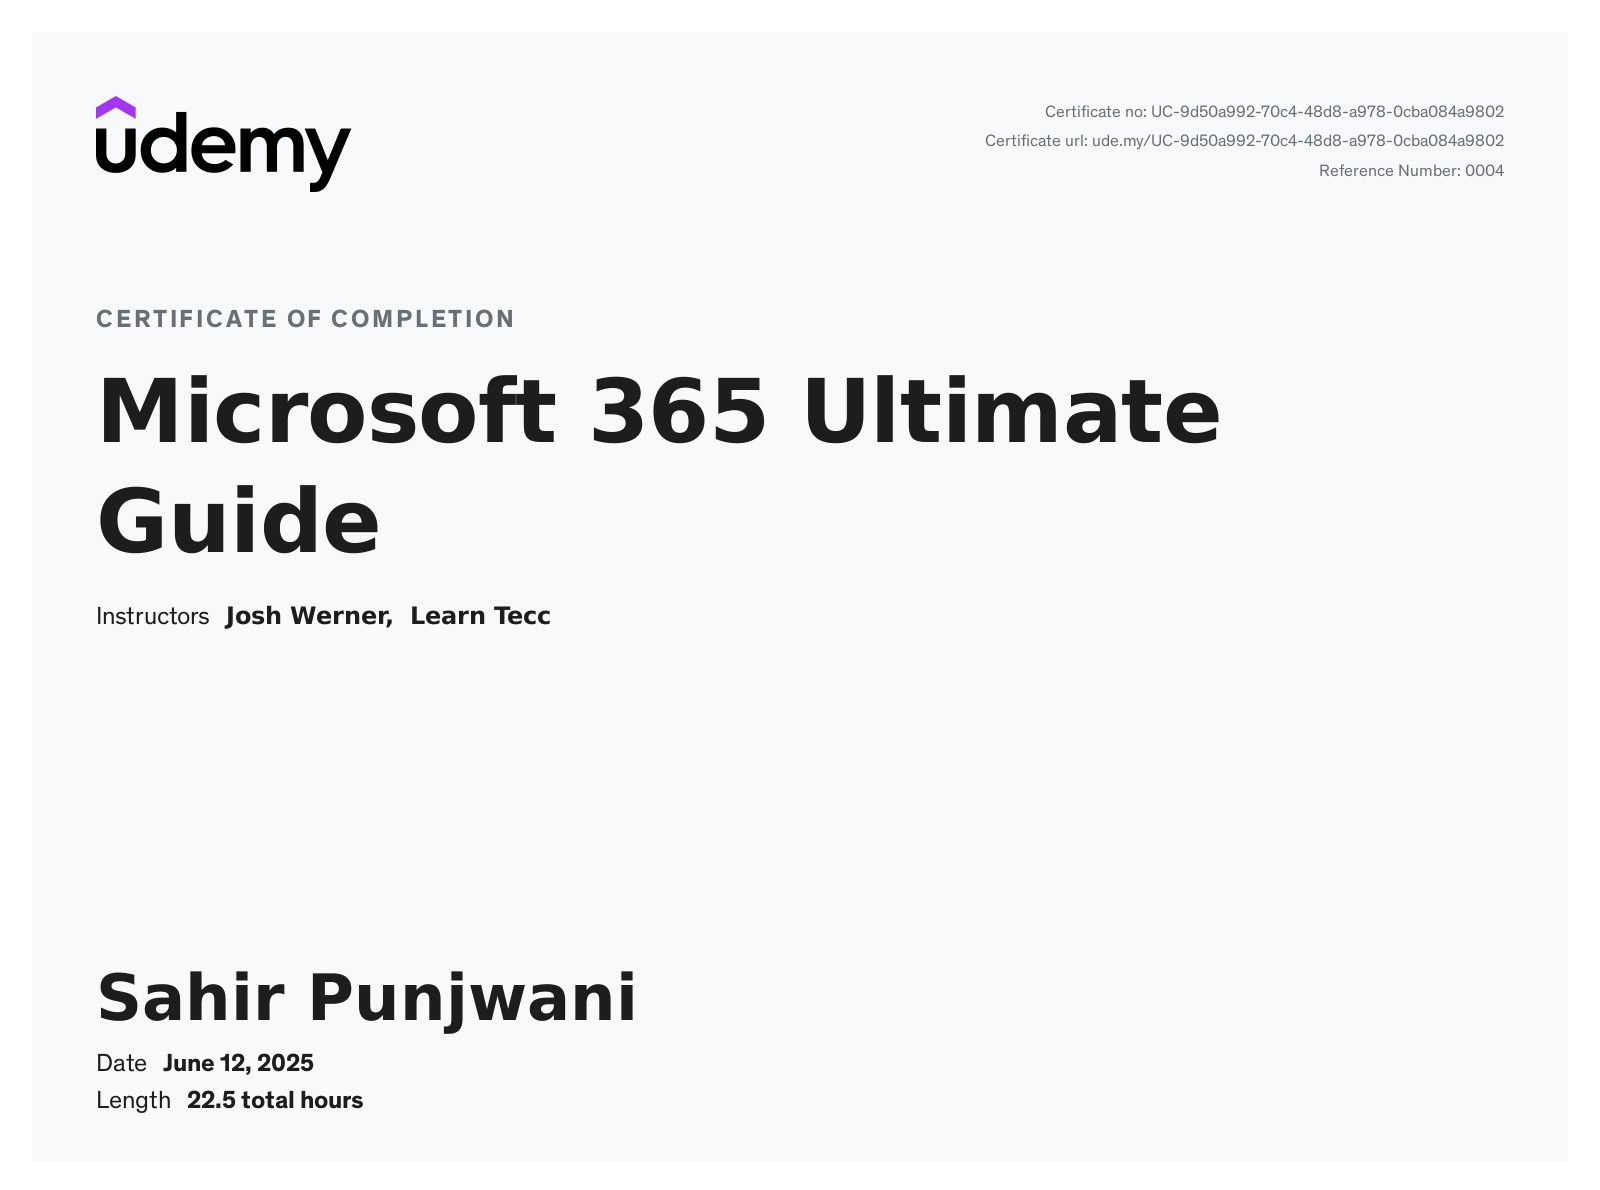 udemy
Certificate no: UC-9d50a992-70c4-48d8-a978-0cba084a9802
Certificate url: ude.my/UC-9d50a992-70c4-48d8-a978-0cba084a9802
Reference Number: 0004
CERTIFICATE OF COMPLETION
Microsoft 365 Ultimate
Guide
Instructors Josh Werner, Learn Tecc
Sahir Punjwani
Date June 12, 2025
Length 22.5 total hours